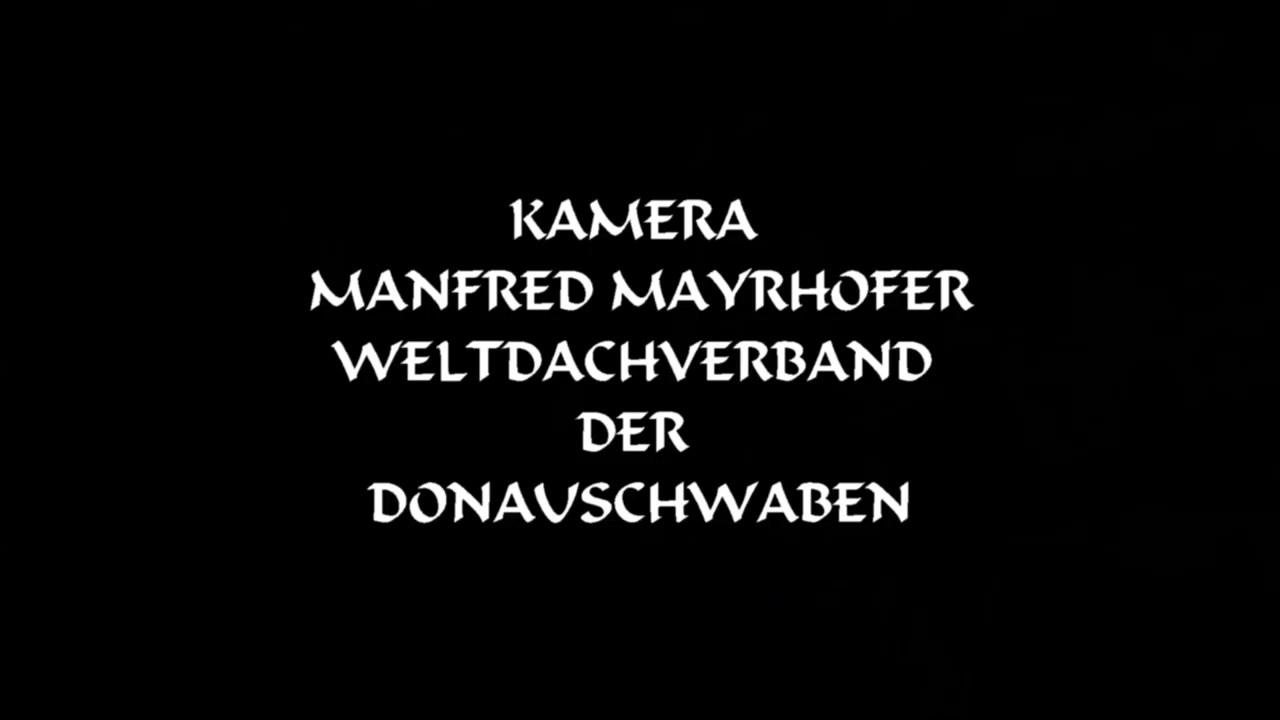 KAMERA
MANFRED MAYRHOFER
WELTDACHVERBAND
DER
DONAUSCHWABEN